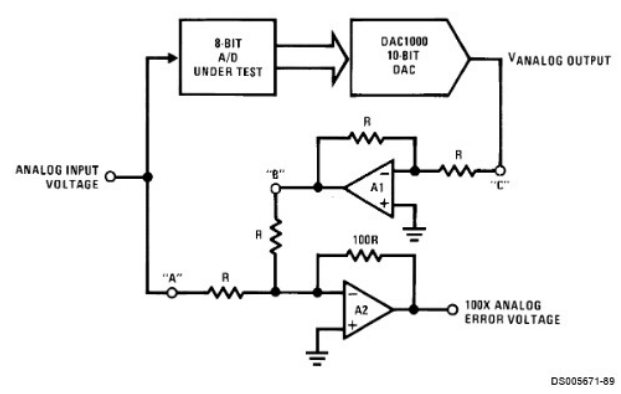 8-BIT
A/D
UNDER TEST
DAC1000
10-BIT
DAC
VANALOG OUTPUT
R
R
ANALOG INPUT
VOLTAGE
"B"
A1
−
+
"C"
R
100R
"A"
R
−
+
A2
100X ANALOG
ERROR VOLTAGE
DS005671-89